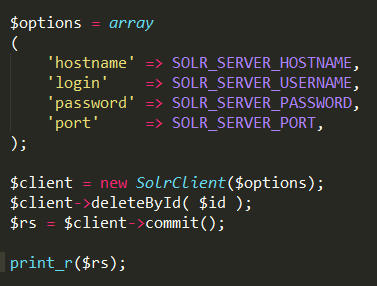 $options = array
(
    'hostname' => SOLR_SERVER_HOSTNAME,
    'login'    => SOLR_SERVER_USERNAME,
    'password' => SOLR_SERVER_PASSWORD,
    'port'     => SOLR_SERVER_PORT,
);
$client = new SolrClient($options);
$client->deleteById( $id );
$rs = $client->commit();
print_r($rs);